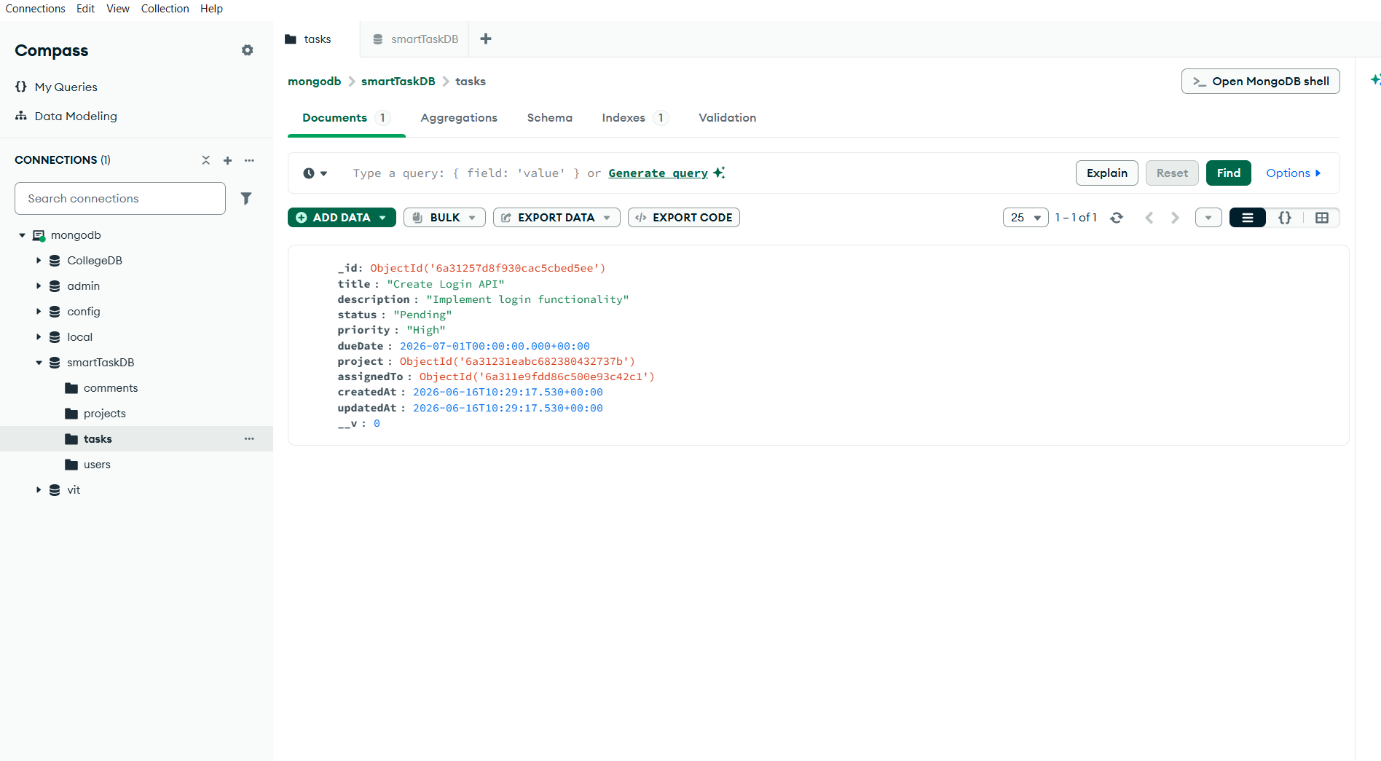 Connections Edit View Collection Help
Compass
My Queries
Data Modeling
CONNECTIONS (1)
Search connections
mongodb
CollegeDB
admin
config
local
smartTaskDB
comments
projects
tasks
users
vit
tasks
smartTaskDB
mongodb > smartTaskDB > tasks
>_ Open MongoDB shell
Documents 1 Aggregations Schema Indexes 1 Validation
Type a query: { field: 'value' } or Generate query
Explain Reset Find Options
ADD DATA BULK EXPORT DATA EXPORT CODE
25 1 – 1 of 1
_id: ObjectId('6a31257d8f930cac5cbed5ee')
title : "Create Login API"
description : "Implement login functionality"
status : "Pending"
priority : "High"
dueDate : 2026-07-01T00:00:00.000+00:00
project : ObjectId('6a31231eabc682380432737b')
assignedTo : ObjectId('6a311e9fdd86c500e93c42c1')
createdAt : 2026-06-16T10:29:17.530+00:00
updatedAt : 2026-06-16T10:29:17.530+00:00
__v : 0